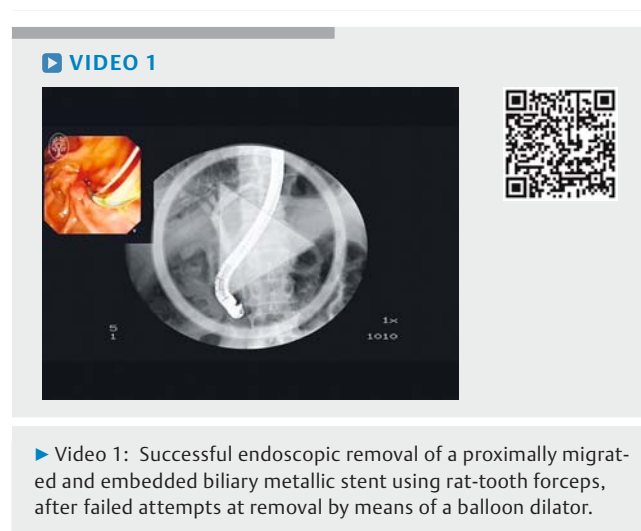 VIDEO 1
5
1
1×
1010
▶ Video 1: Successful endoscopic removal of a proximally migrat-
ed and embedded biliary metallic stent using rat-tooth forceps,
after failed attempts at removal by means of a balloon dilator.